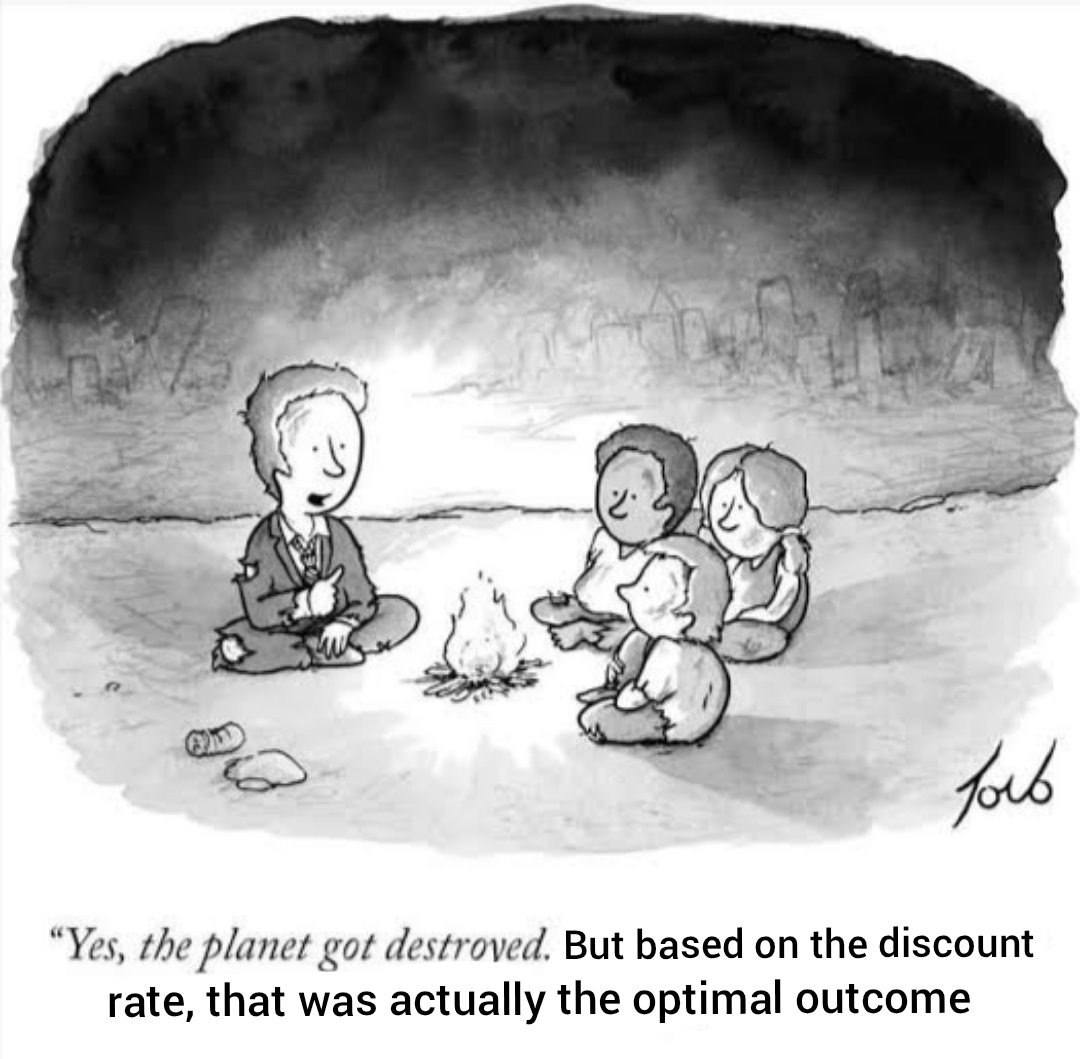 “Yes, the planet got destroyed. But based on the discount
rate, that was actually the optimal outcome
Toro